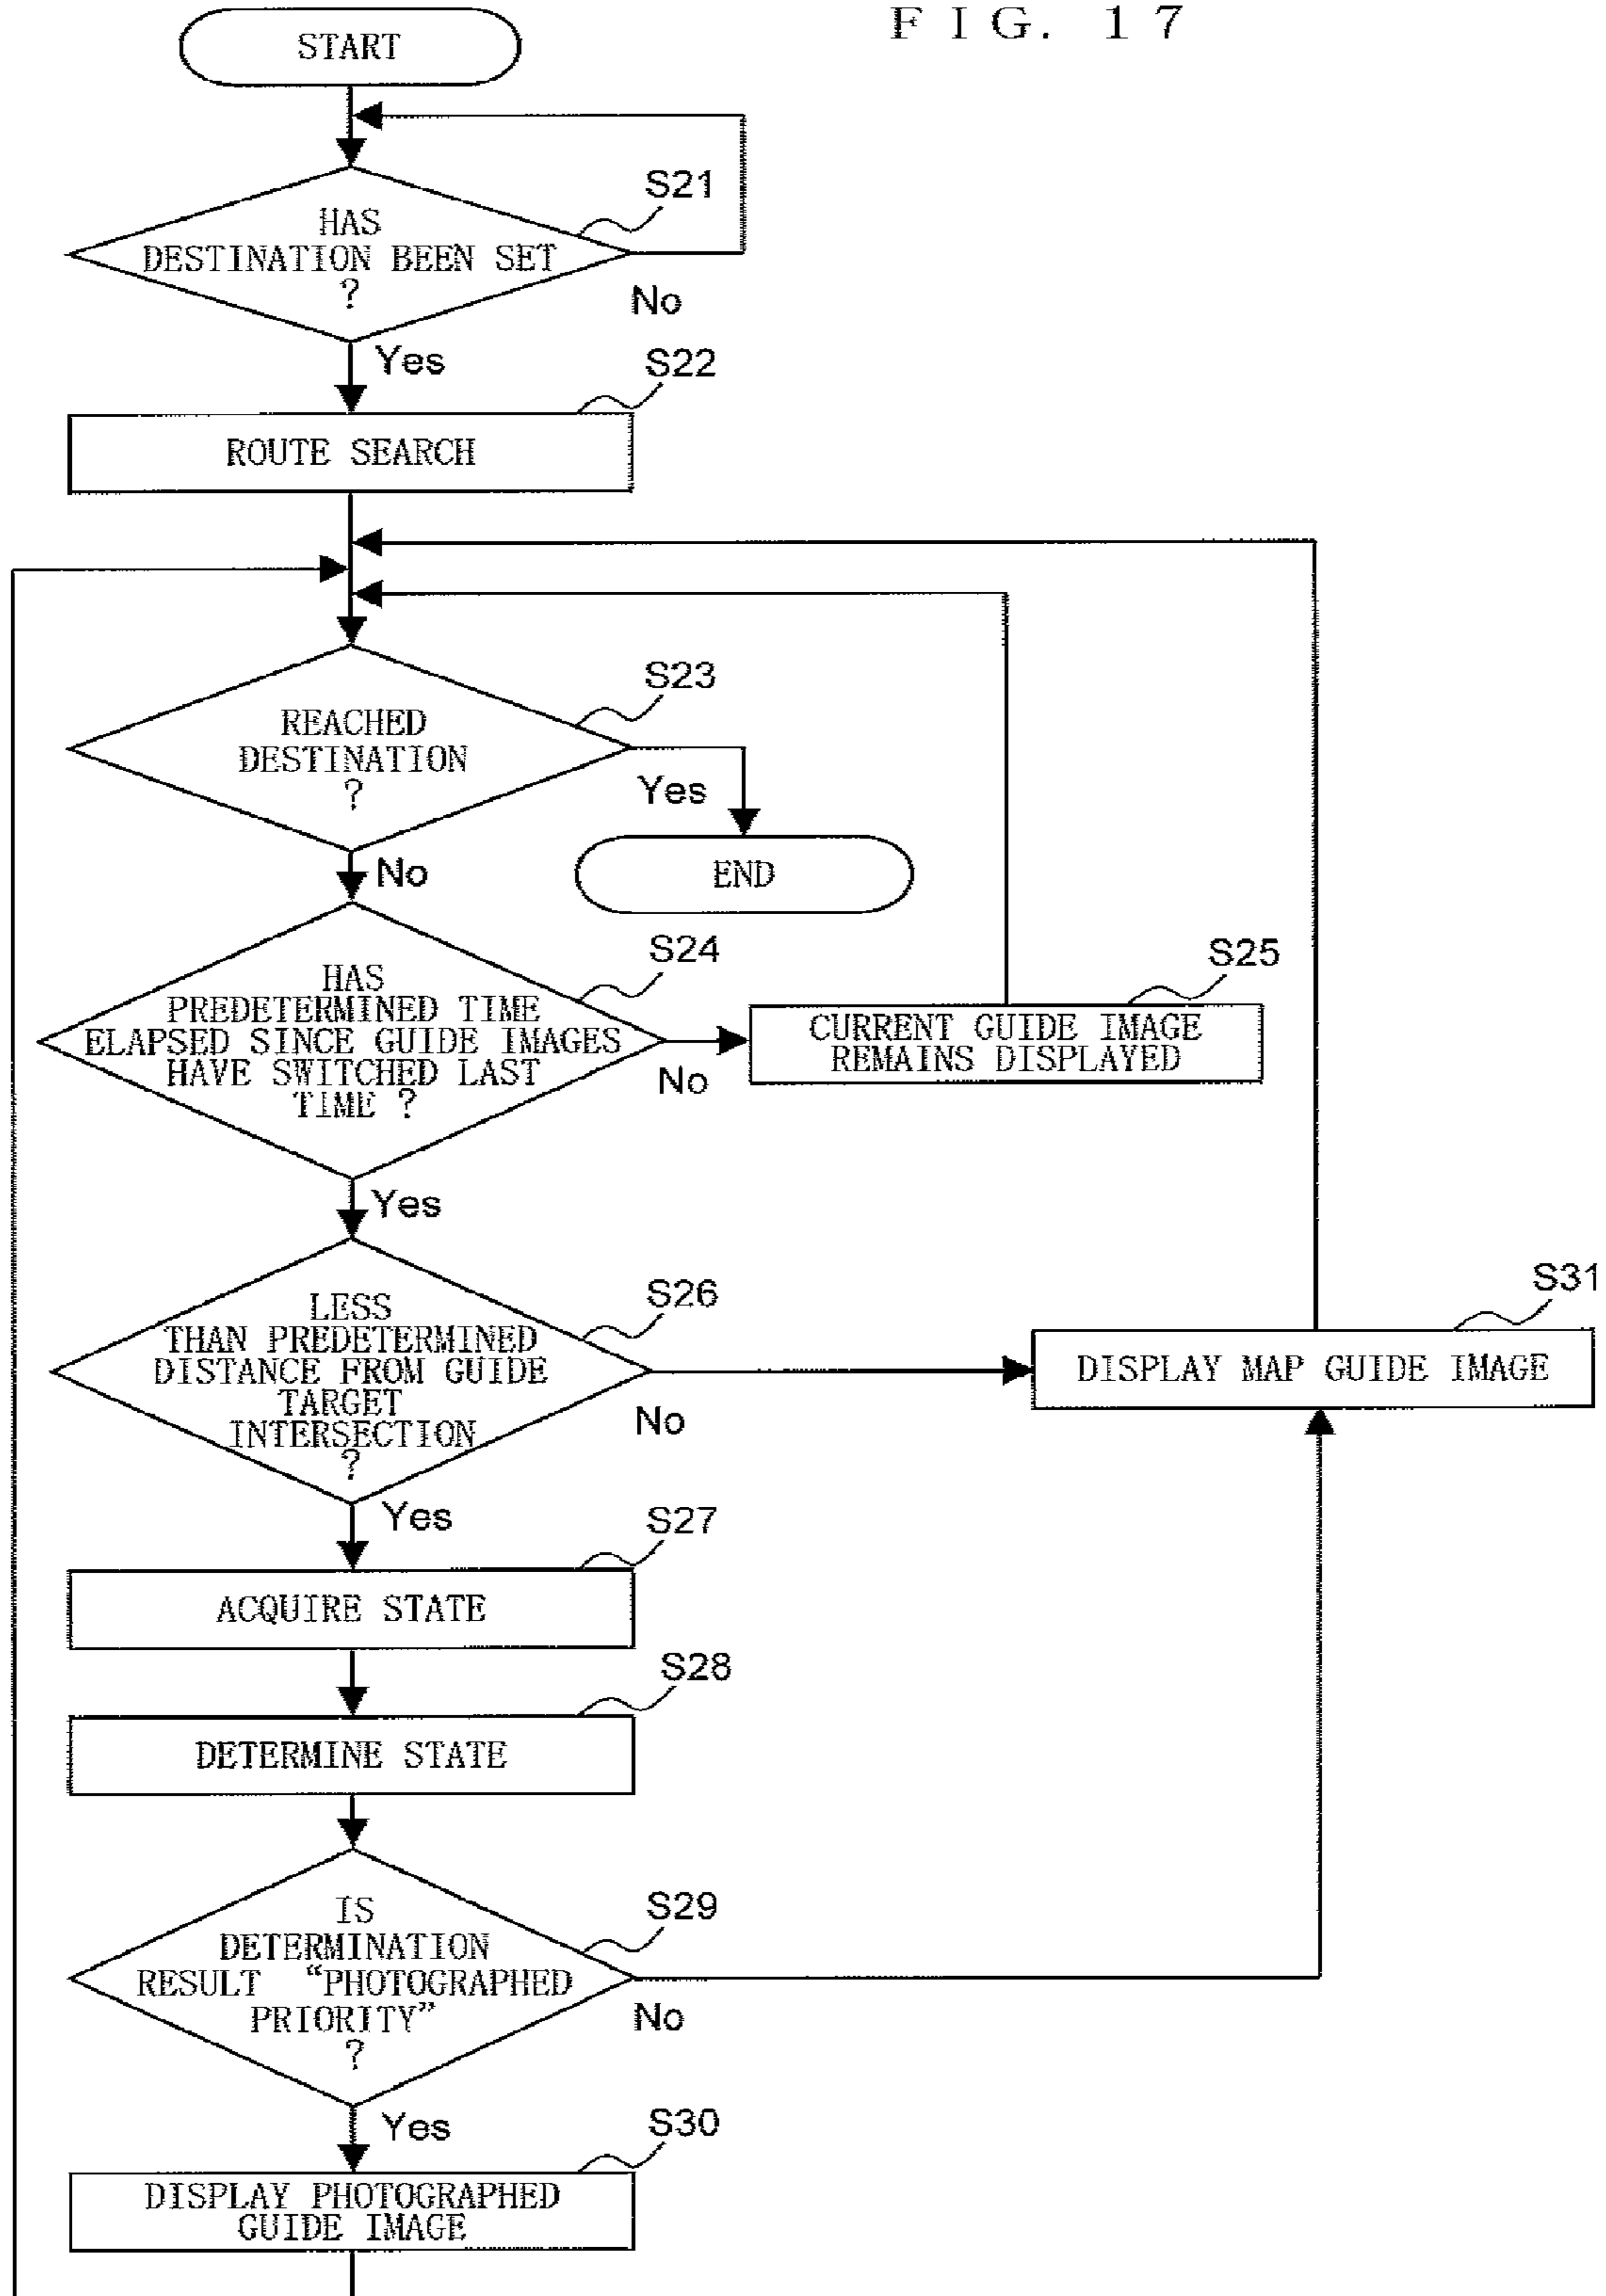 FIG. 17
START
S21
HAS
DESTINATION BEEN SET
?
No
Yes
S22
ROUTE SEARCH
S23
REACHED
DESTINATION
?
Yes
END
No
S24
HAS
PREDETERMINED TIME
ELAPSED SINCE GUIDE IMAGES
HAVE SWITCHED LAST
TIME ?
No
S25
CURRENT GUIDE IMAGE
REMAINS DISPLAYED
Yes
S26
LESS
THAN PREDETERMINED
DISTANCE FROM GUIDE
TARGET
INTERSECTION
?
No
S31
DISPLAY MAP GUIDE IMAGE
Yes
S27
ACQUIRE STATE
S28
DETERMINE STATE
S29
IS
DETERMINATION
RESULT “PHOTOGRAPHED
PRIORITY”
?
No
Yes
S30
DISPLAY PHOTOGRAPHED
GUIDE IMAGE